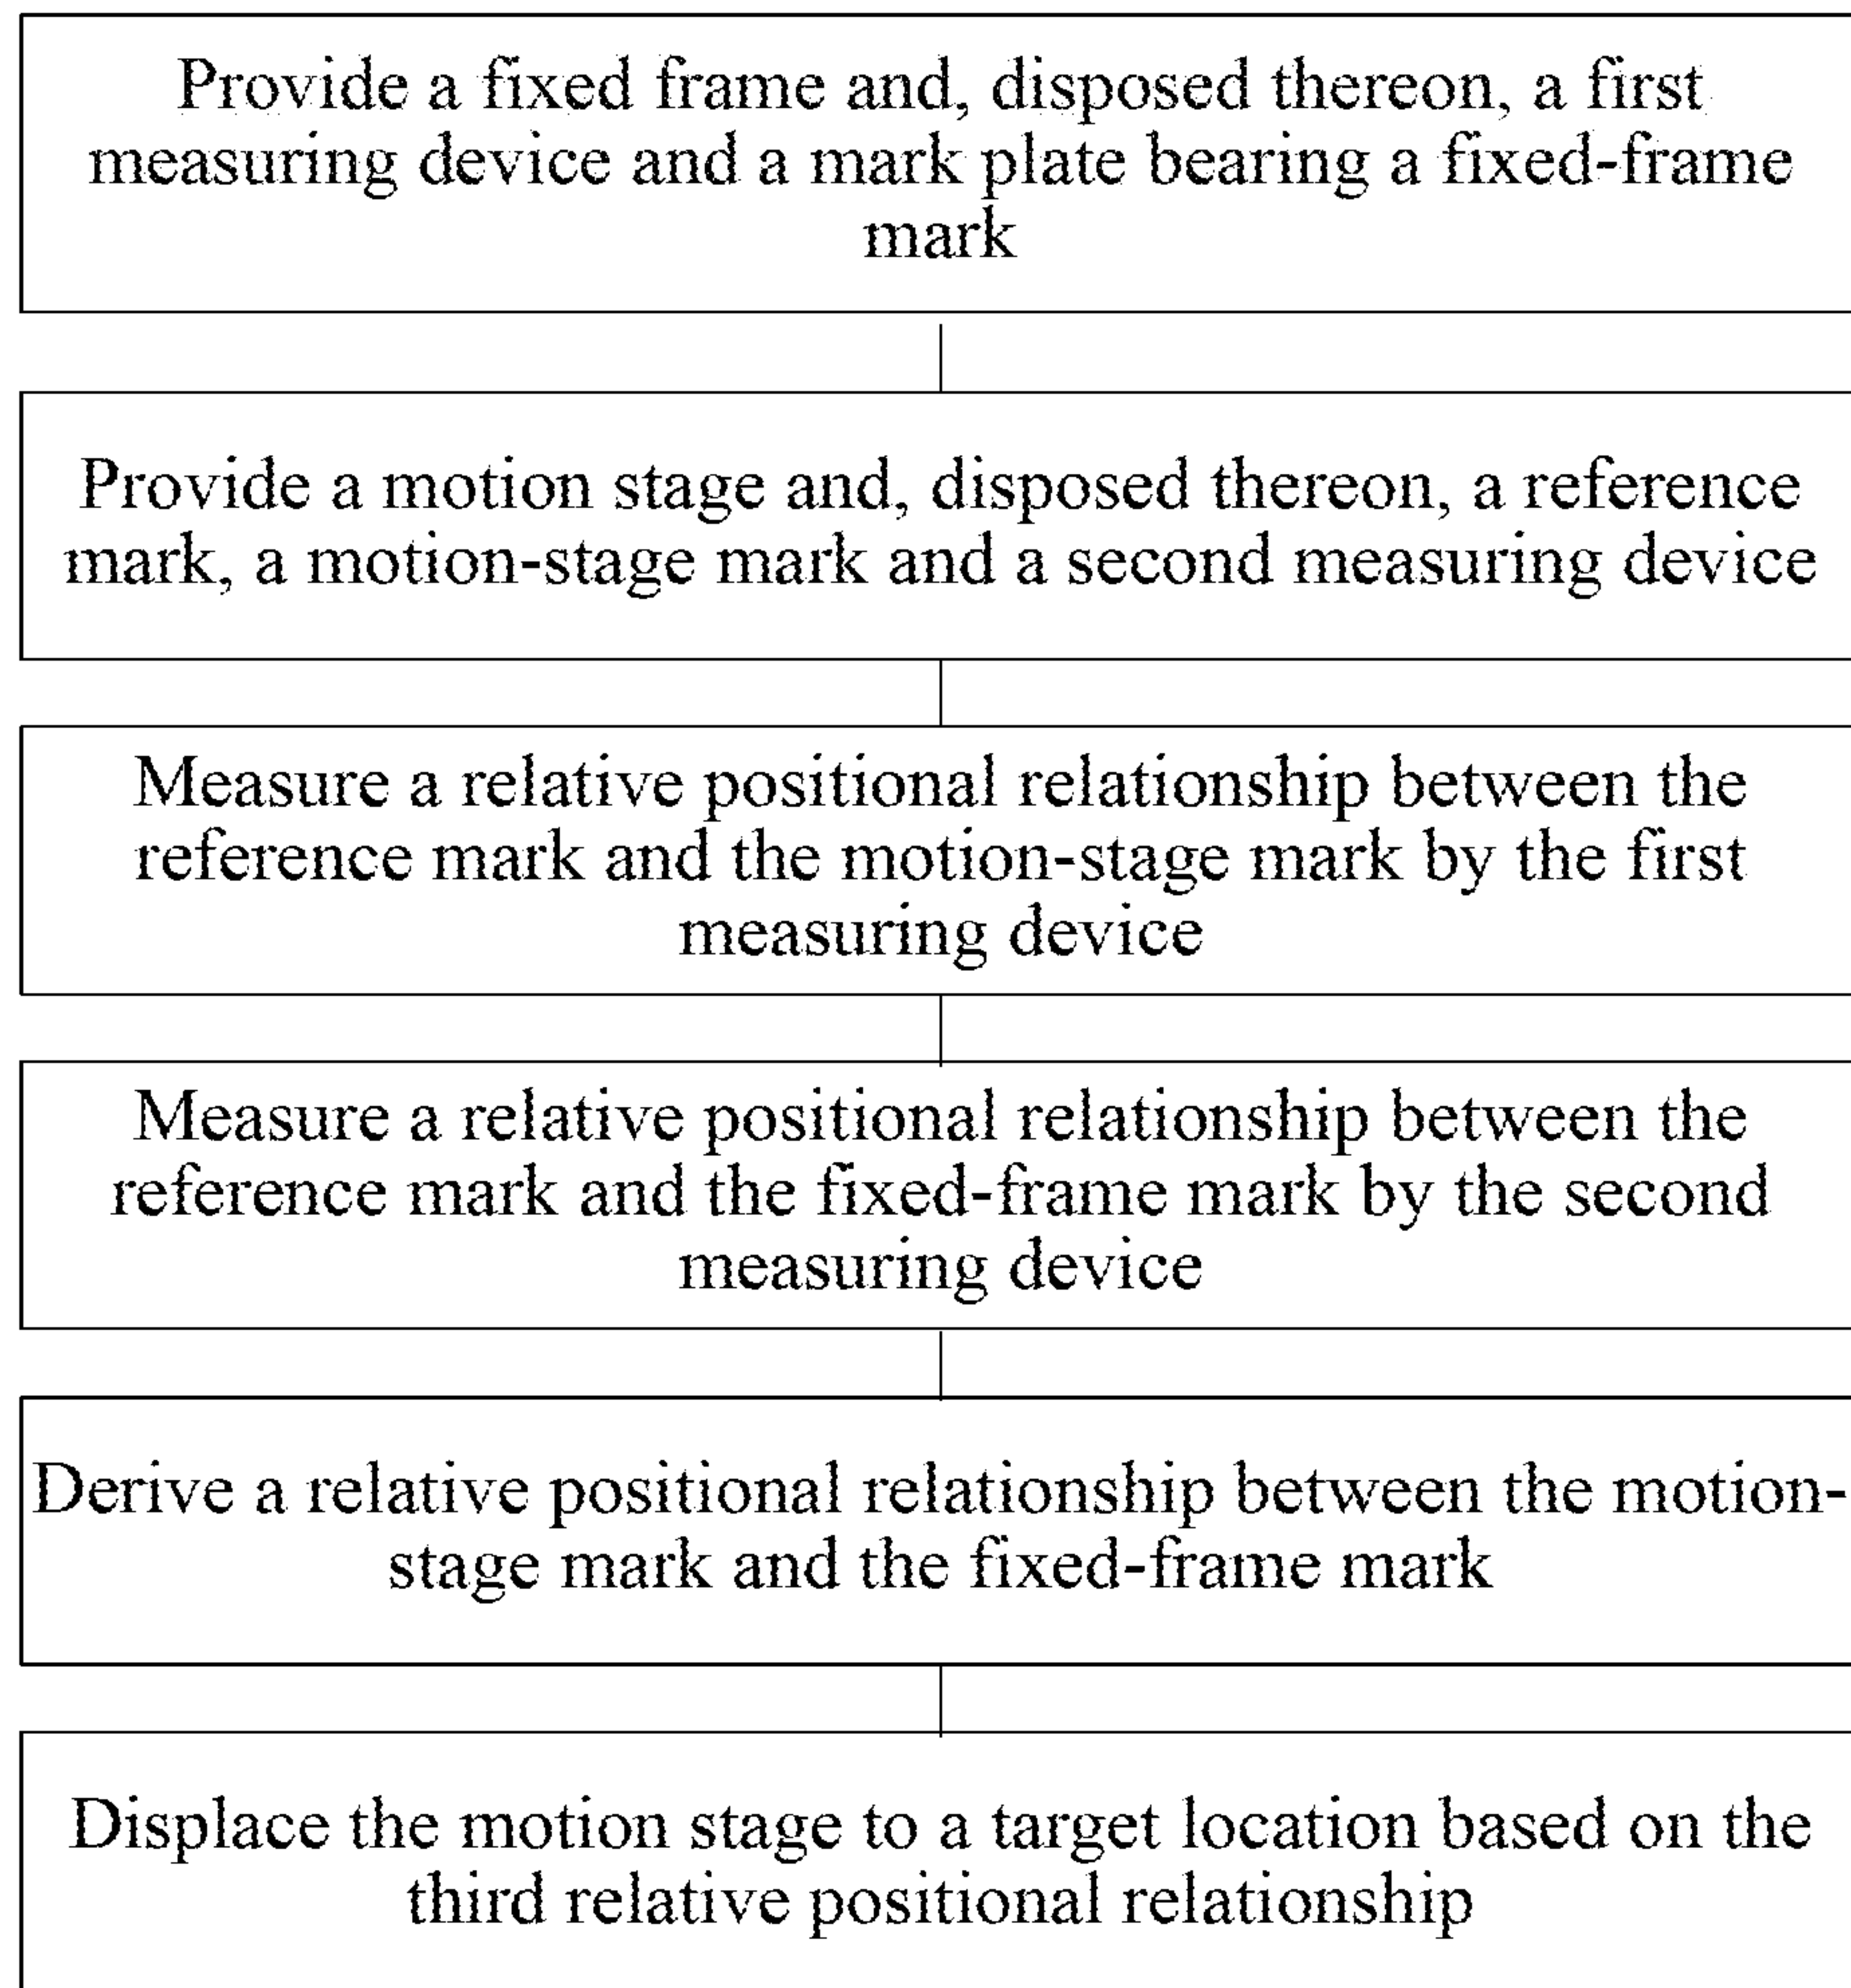 Provide a fixed frame and, disposed thereon, a first
measuring device and a mark plate bearing a fixed-frame
mark
Provide a motion stage and, disposed thereon, a reference
mark, a motion-stage mark and a second measuring device
Measure a relative positional relationship between the
reference mark and the motion-stage mark by the first
measuring device
Measure a relative positional relationship between the
reference mark and the fixed-frame mark by the second
measuring device
Derive a relative positional relationship between the motion-
stage mark and the fixed-frame mark
Displace the motion stage to a target location based on the
third relative positional relationship